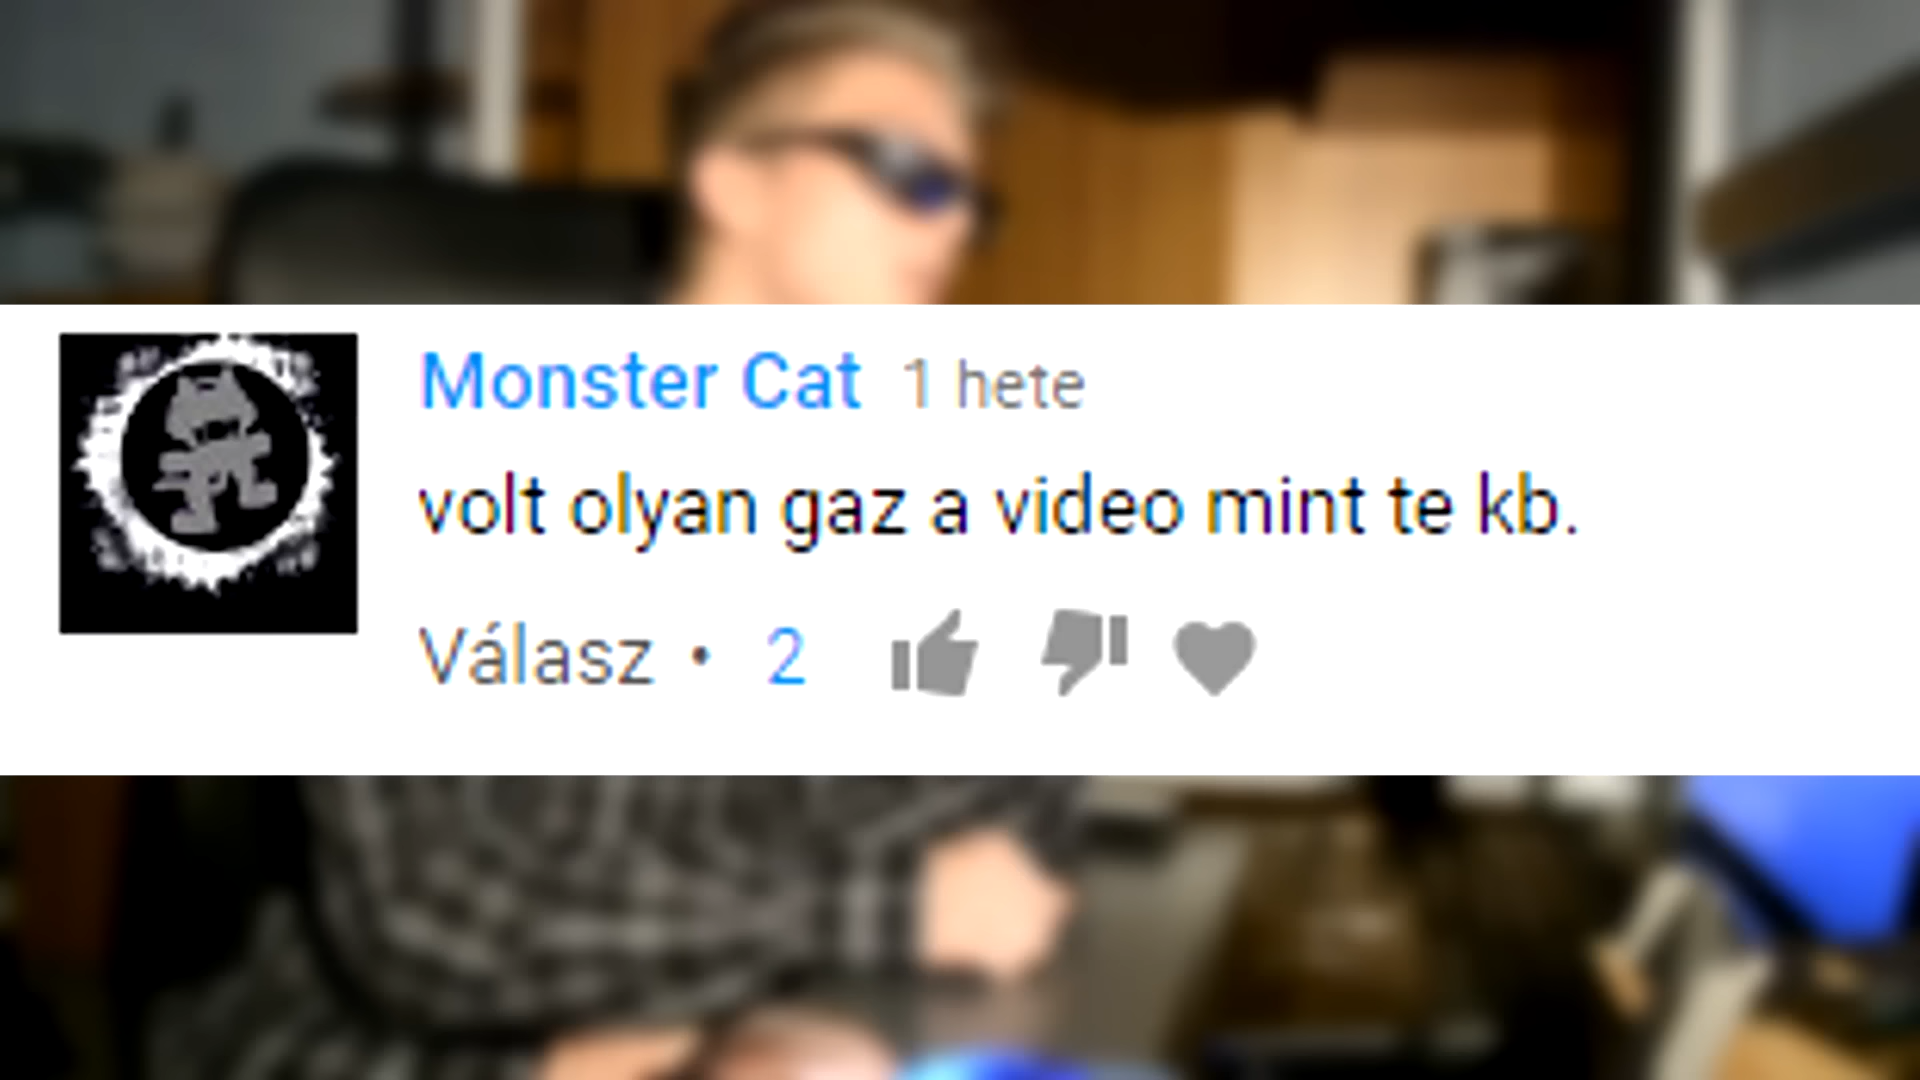 Monster Cat 1 hete
volt olyan gaz a video mint te kb.
Válasz • 2